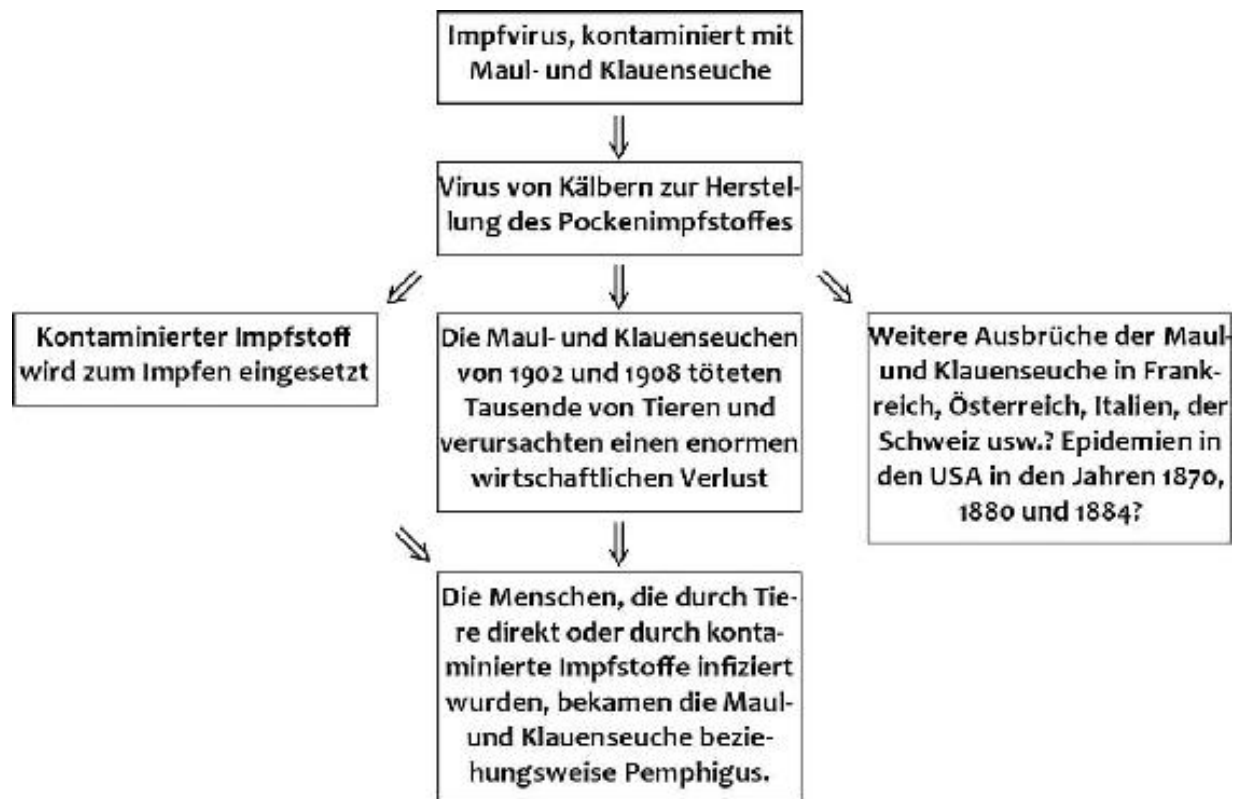 Impfvirus, kontaminiert mit
Maul- und Klauenseuche
Virus von Kälbern zur Herstel-
lung des Pockenimpfstoffes
Kontaminierter Impfstoff
wird zum Impfen eingesetzt
Die Maul- und Klauenseuchen
von 1902 und 1908 töteten
Tausende von Tieren und
verursachten einen enormen
wirtschaftlichen Verlust
Weitere Ausbrüche der Maul-
und Klauenseuche in Frank-
reich, Österreich, Italien, der
Schweiz usw.? Epidemien in
den USA in den Jahren 1870,
1880 und 1884?
Die Menschen, die durch Tie-
re direkt oder durch konta-
minierte Impfstoffe infiziert
wurden, bekamen die Maul-
und Klauenseuche bezie-
hungsweise Pemphigus.